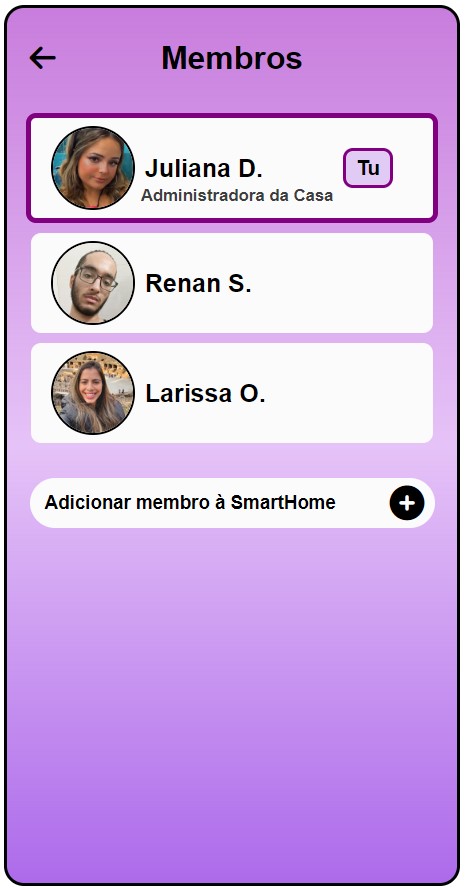 Membros
Juliana D.
Tu
Administradora da Casa
Renan S.
Larissa O.
Adicionar membro à SmartHome